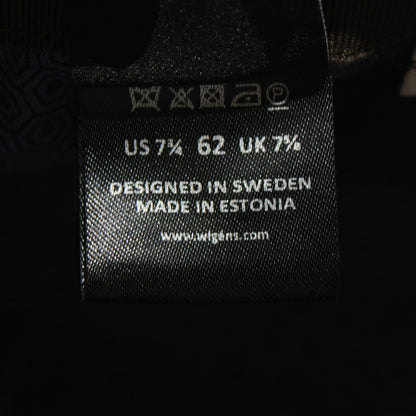 US 7¾ 62 UK 7⅝
DESIGNED IN SWEDEN
MADE IN ESTONIA
www.wigens.com